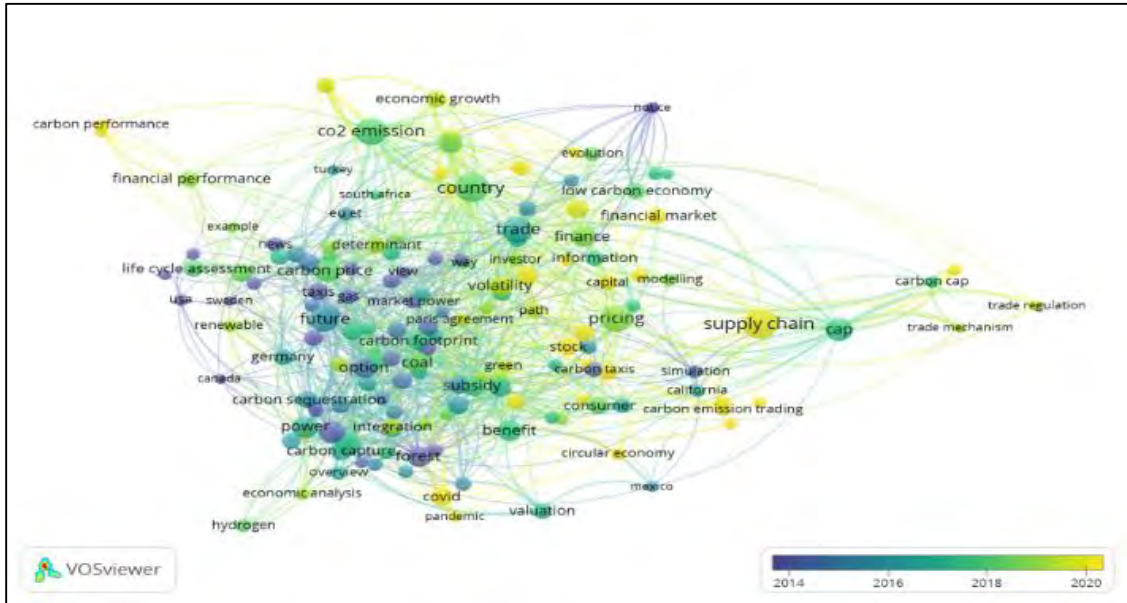 economic growth
notice
carbon performance
co2 emission
evolution
turkey
financial performance
country
low carbon economy
south africa
eu et
financial market
example
trade
news
determinant
finance
investor
information
life cycle assessment
carbon price
view
way
volatility
capital
modelling
carbon cap
taxis
gas
usa
sweden
market power
path
trade regulation
renewable
future
paris agreement
pricing
supply chain
cap
trade mechanism
carbon footprint
stock
germany
option
coal
green
carbon taxis
simulation
canada
subsidy
california
carbon sequestration
consumer
carbon emission trading
power
integration
benefit
carbon capture
forest
circular economy
overview
economic analysis
covid
mexico
pandemic
valuation
hydrogen
VOSviewer
2014 2016 2018 2020